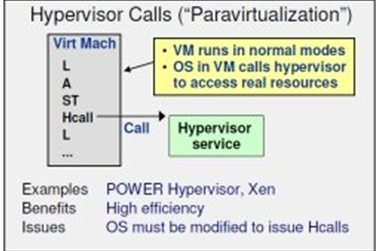 Hypervisor Calls ("Paravirtualization")
Virt Mach
L
A
ST
Hcall
L
...
• VM runs in normal modes
• OS in VM calls hypervisor
to access real resources
Call
Hypervisor
service
Examples POWER Hypervisor, Xen
Benefits High efficiency
Issues OS must be modified to issue Hcalls